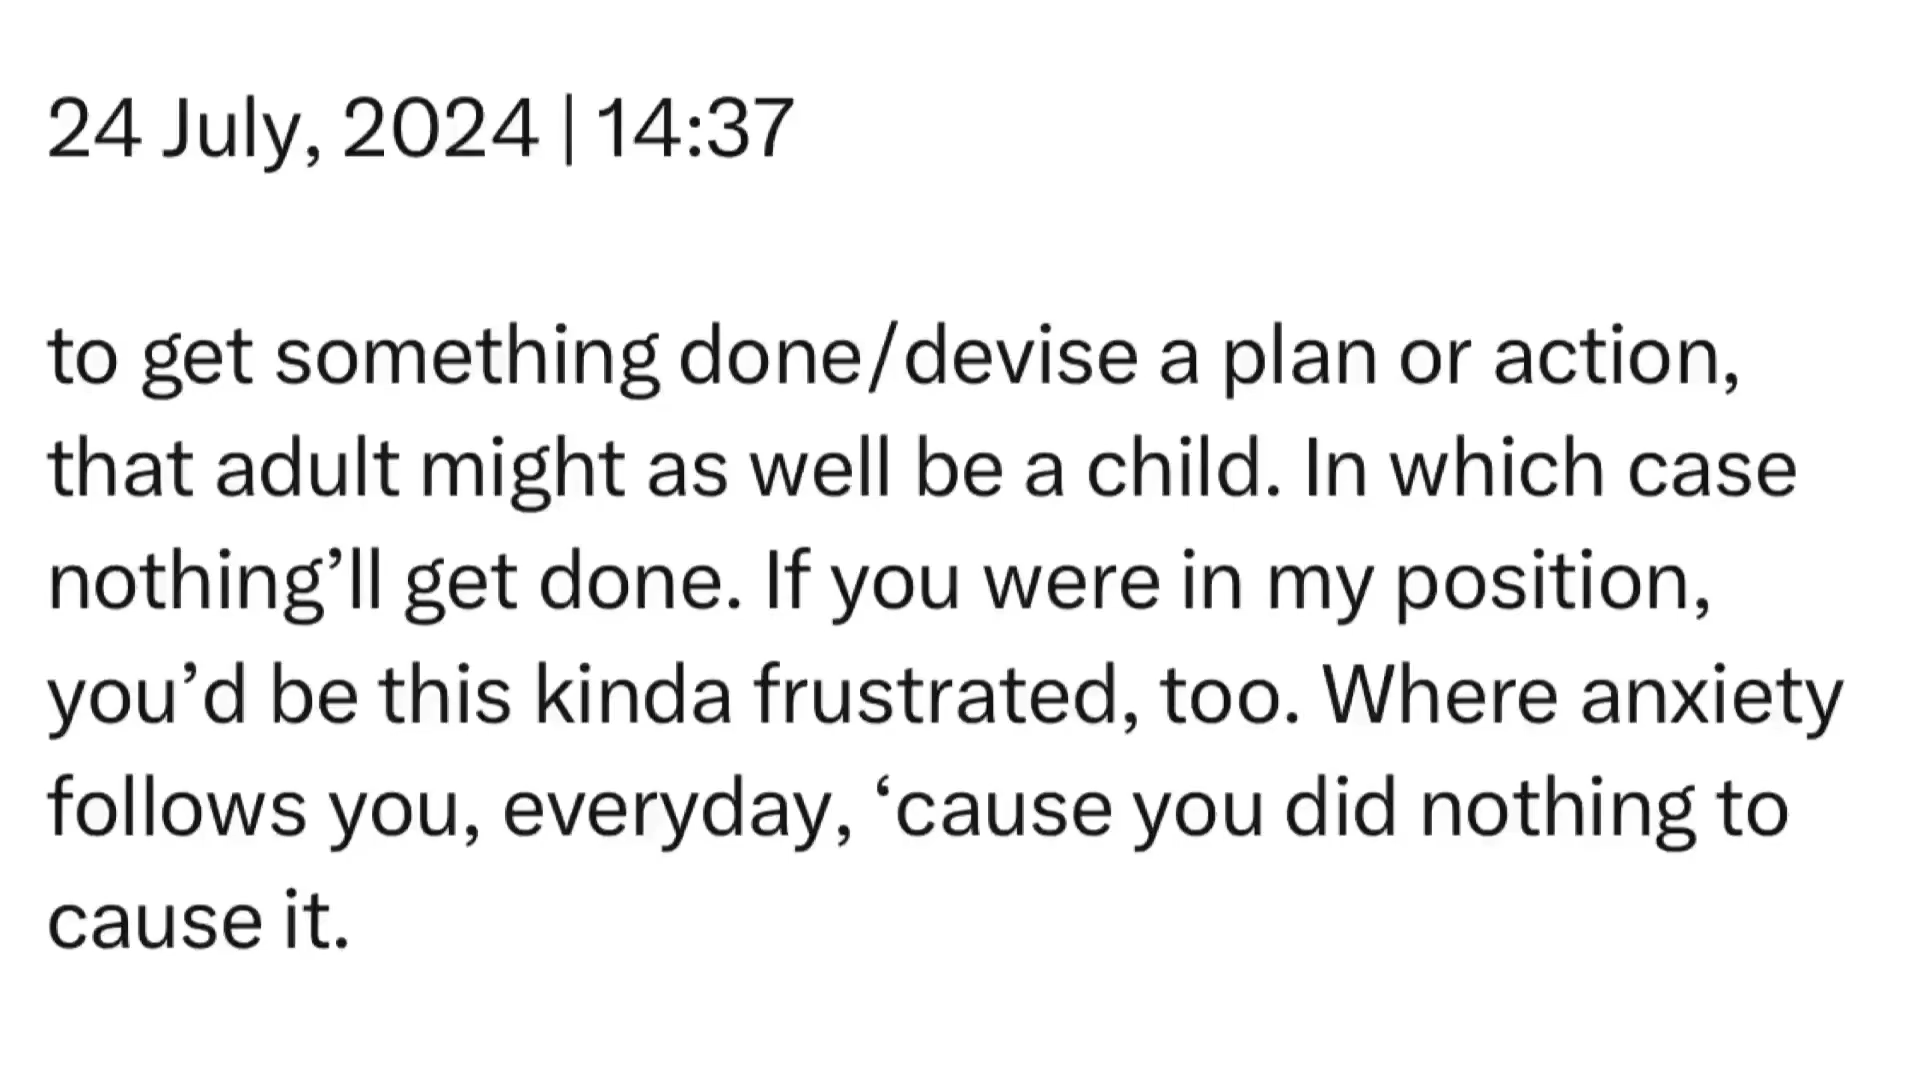 24 July, 2024 | 14:37
to get something done/devise a plan or action,
that adult might as well be a child. In which case
nothing’ll get done. If you were in my position,
you’d be this kinda frustrated, too. Where anxiety
follows you, everyday, ‘cause you did nothing to
cause it.